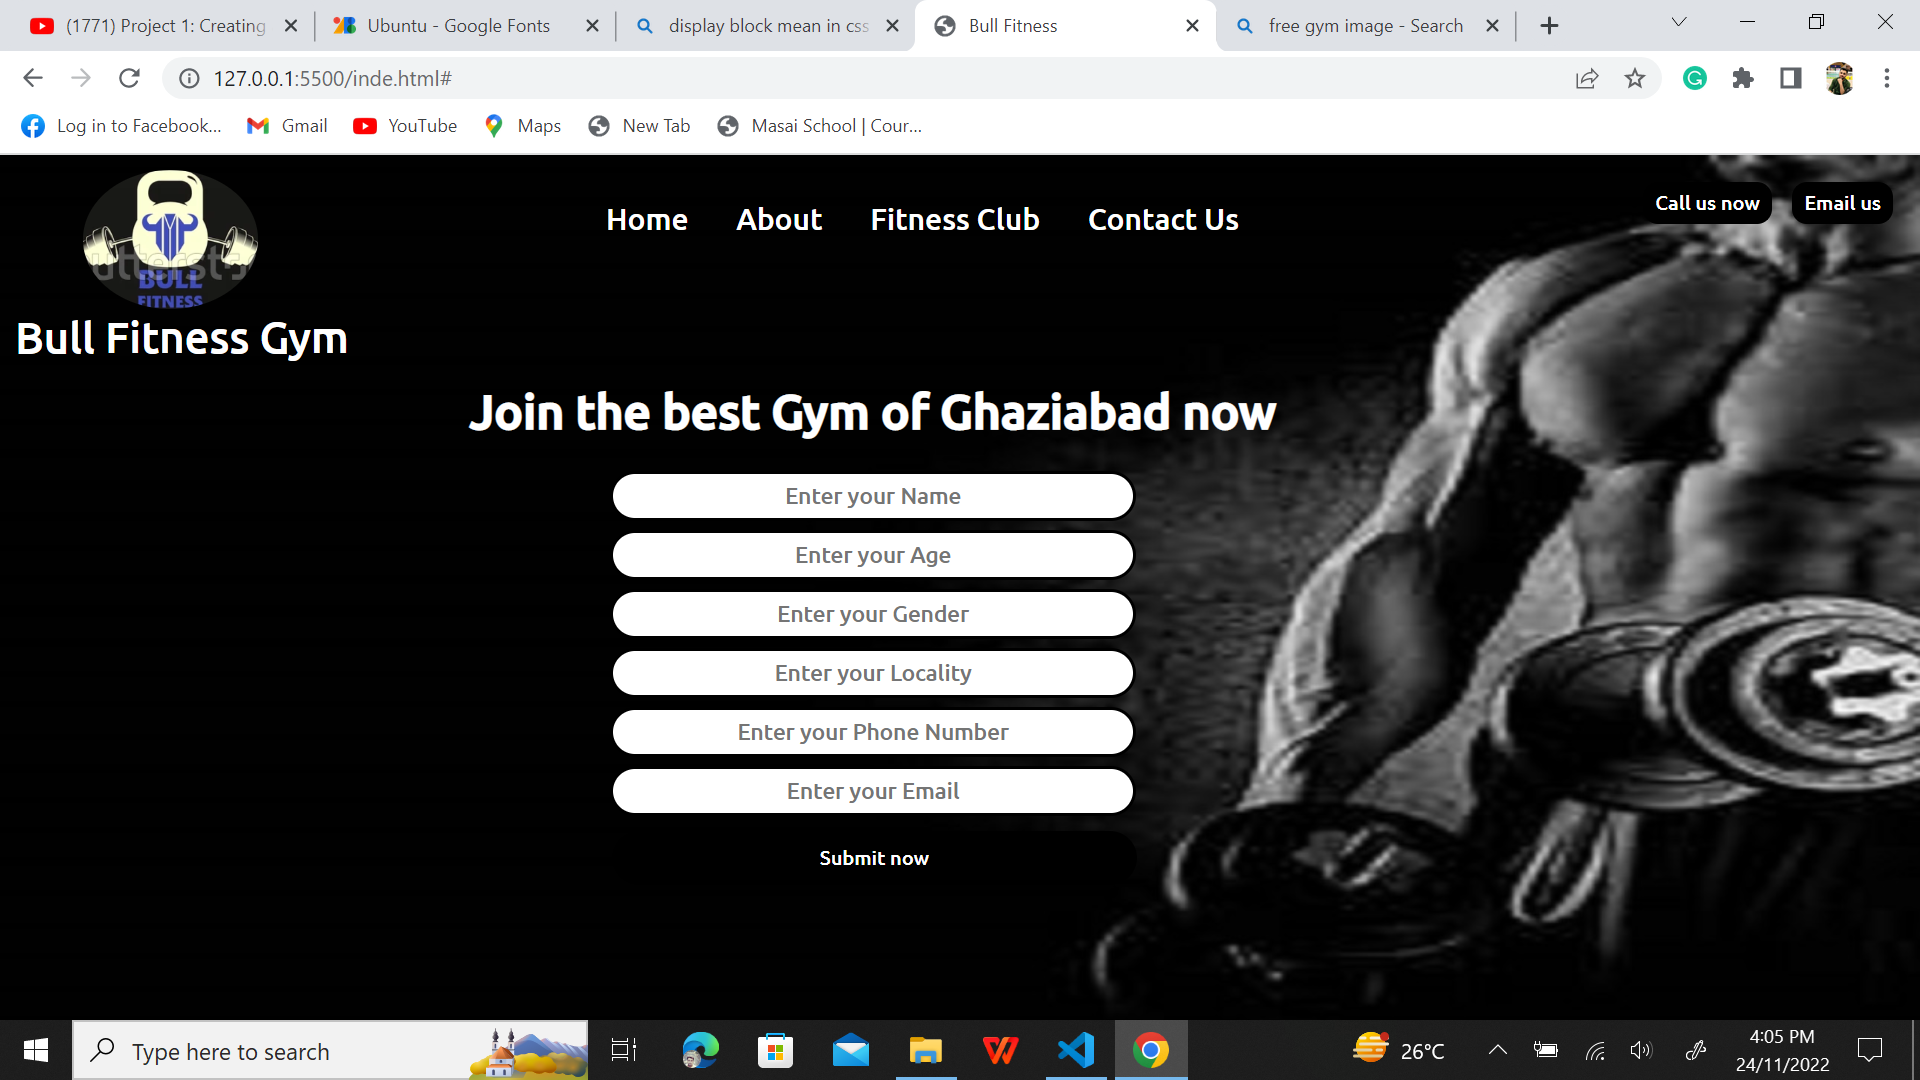 (1771) Project 1: Creating
Ubuntu - Google Fonts
display block mean in css
Bull Fitness
free gym image - Search
127.0.0.1:5500/inde.html#
Log in to Facebook...
Gmail
YouTube
Maps
New Tab
Masai School | Cour...
BULL
FITNESS
Bull Fitness Gym
Home
About
Fitness Club
Contact Us
Call us now
Email us
Join the best Gym of Ghaziabad now
Enter your Name
Enter your Age
Enter your Gender
Enter your Locality
Enter your Phone Number
Enter your Email
Submit now
Type here to search
26°C
4:05 PM
24/11/2022